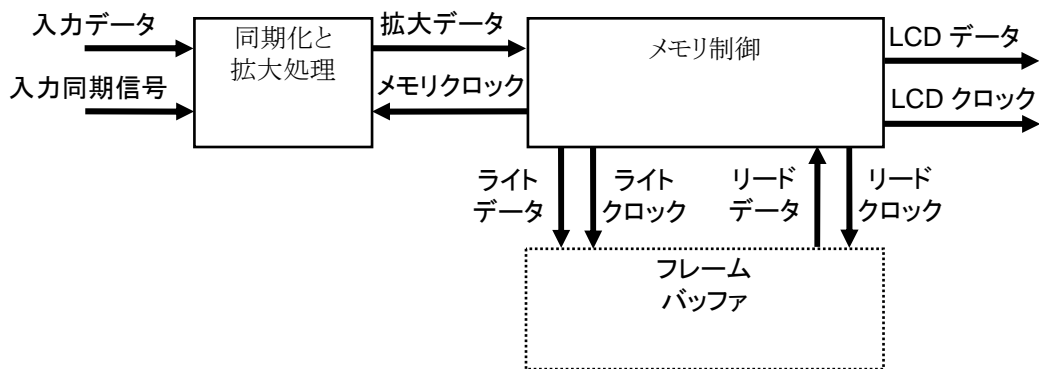 入力データ
入力同期信号
同期化と
拡大処理
拡大データ
メモリクロック
メモリ制御
LCD データ
LCD クロック
ライト
データ
ライト
クロック
リード
データ
リード
クロック
フレーム
バッファ